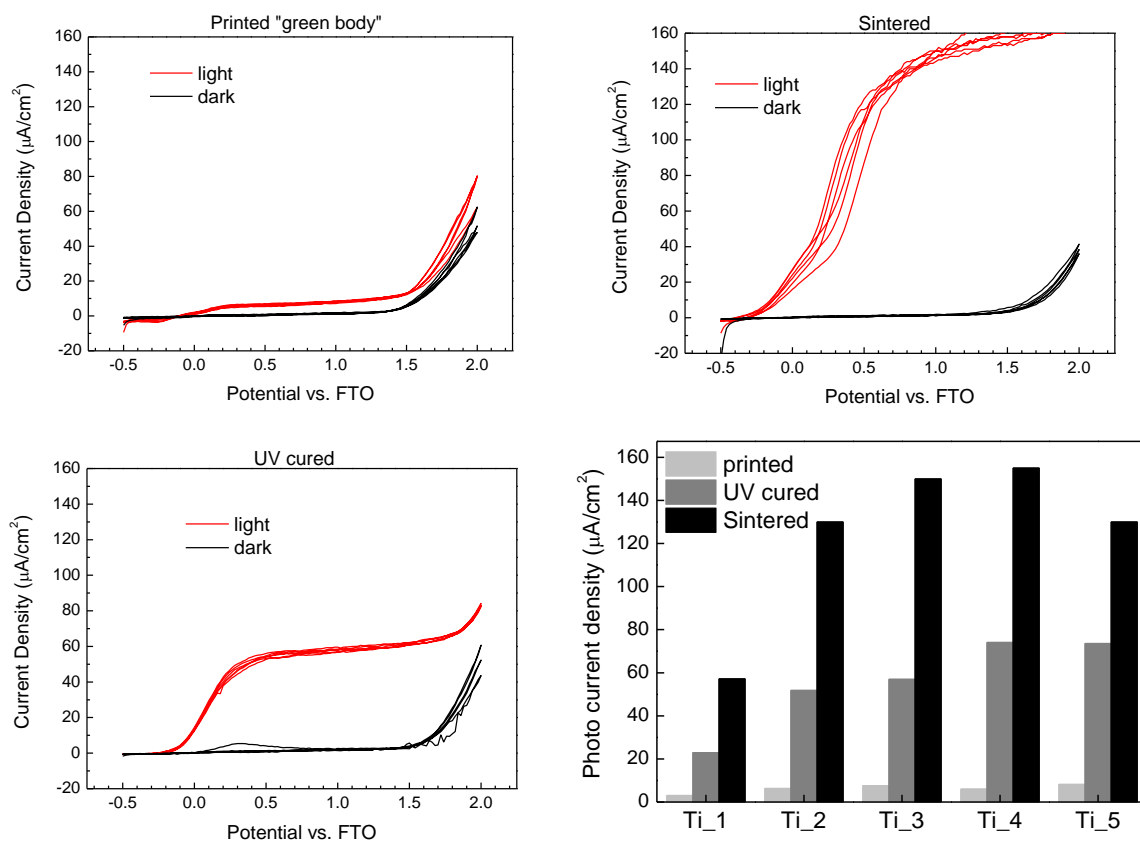 Printed "green body"
160
140
120
100
80
60
40
20
0
-20
light
dark
Current Density (μA/cm²)
-0.5 0.0 0.5 1.0 1.5 2.0
Potential vs. FTO
Sintered
160
140
120
100
80
60
40
20
0
-20
light
dark
Current Density (μA/cm²)
-0.5 0.0 0.5 1.0 1.5 2.0
Potential vs. FTO
UV cured
160
140
120
100
80
60
40
20
0
-20
light
dark
Current Density (μA/cm²)
-0.5 0.0 0.5 1.0 1.5 2.0
Potential vs. FTO
160
140
120
100
80
60
40
20
0
printed
UV cured
Sintered
Photo current density (μA/cm²)
Ti_1 Ti_2 Ti_3 Ti_4 Ti_5